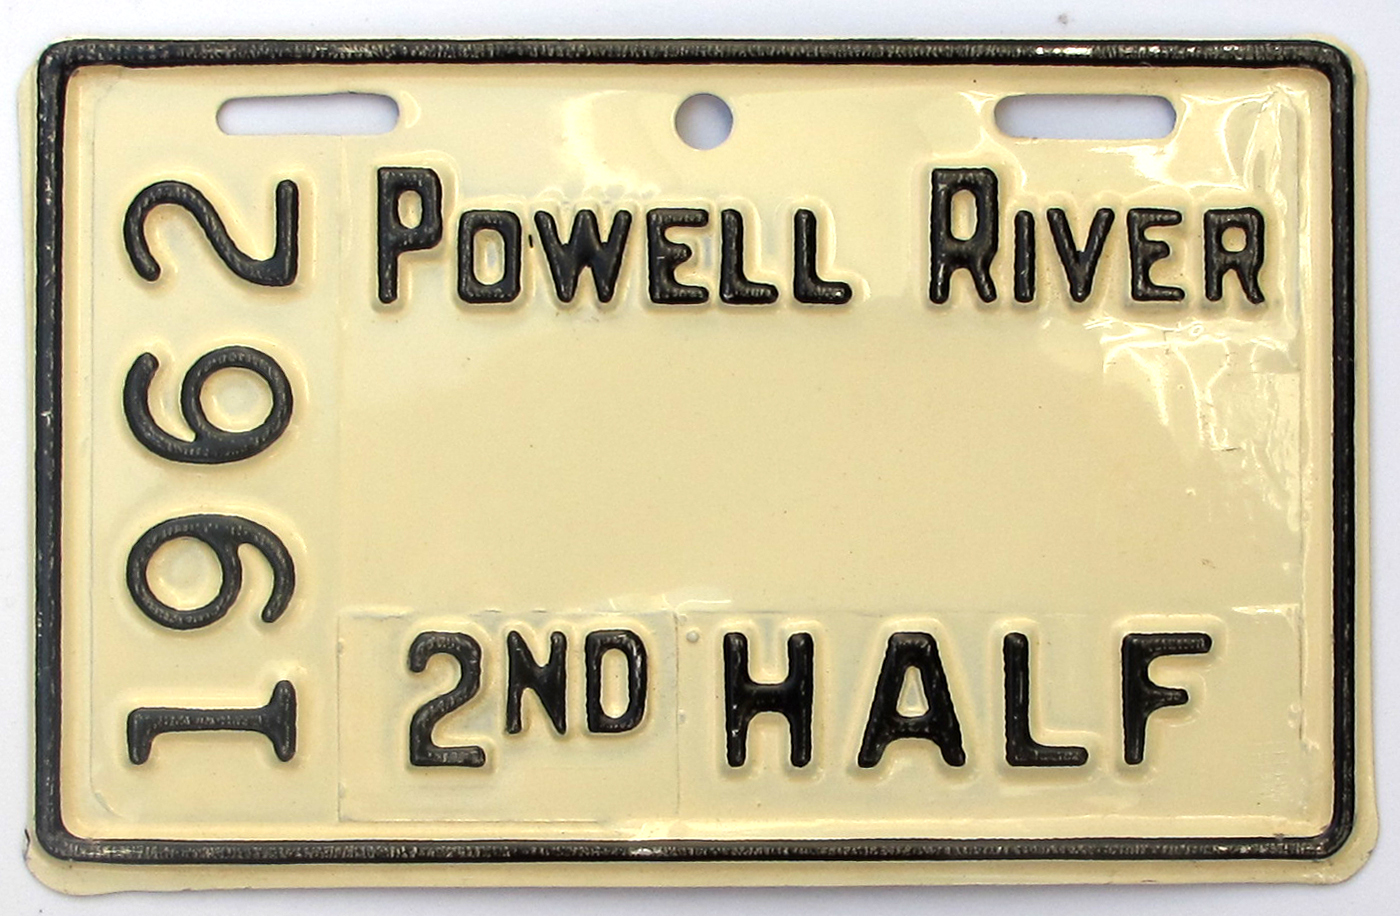 1962
POWELL RIVER
2ND HALF